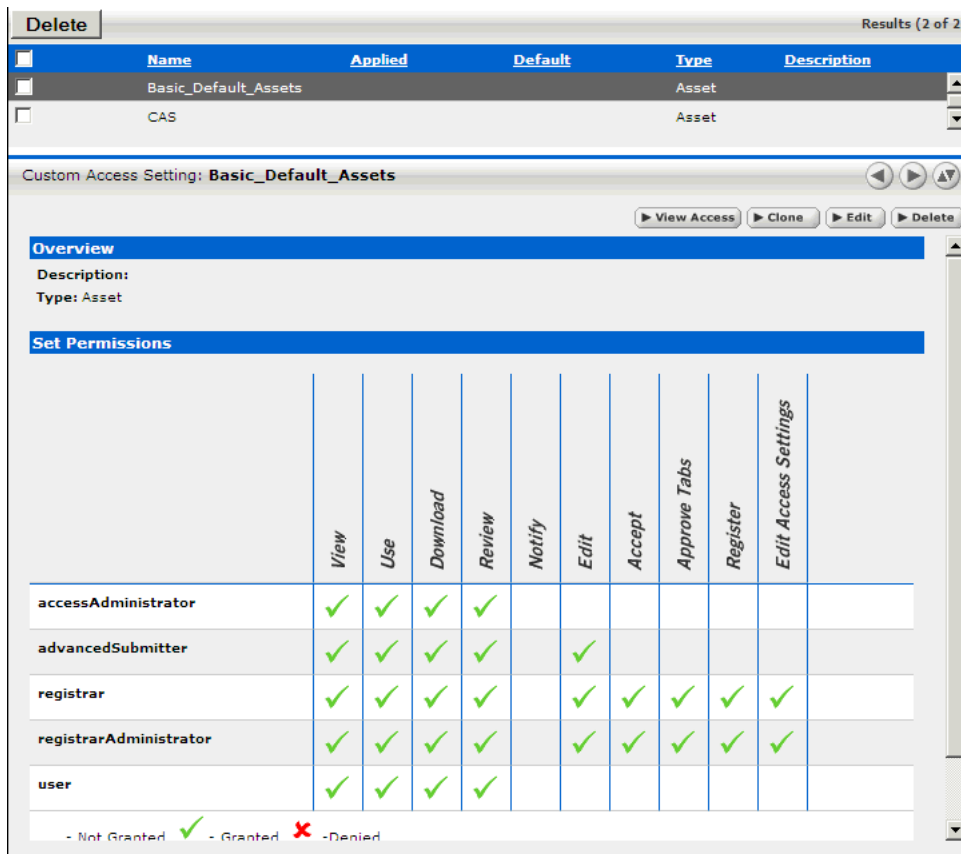 Delete
Results (2 of 2
Name Applied Default Type Description
Basic_Default_Assets Asset
CAS Asset
Custom Access Setting: Basic_Default_Assets
View Access Clone Edit Delete
Overview
Description:
Type: Asset
Set Permissions
View Use Download Review Notify Edit Accept Approve Tabs Register Edit Access Settings
accessAdministrator
advancedSubmitter
registrar
registrarAdministrator
user
- Not Granted - Granted -Denied